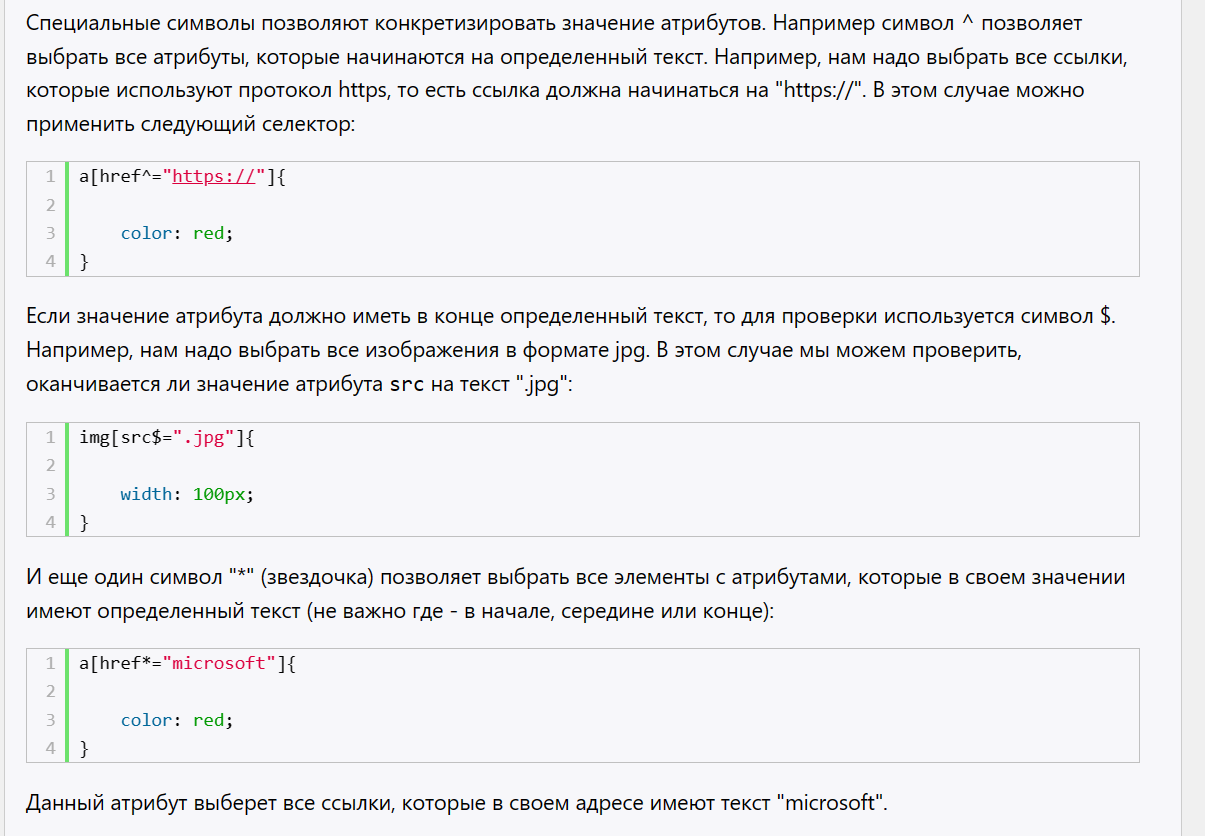 Специальные символы позволяют конкретизировать значение атрибутов. Например символ ^ позволяет
выбрать все атрибуты, которые начинаются на определенный текст. Например, нам надо выбрать все ссылки,
которые используют протокол https, то есть ссылка должна начинаться на "https://". В этом случае можно
применить следующий селектор:
1 a[href^="https://"]{
2
3     color: red;
4 }
Если значение атрибута должно иметь в конце определенный текст, то для проверки используется символ $.
Например, нам надо выбрать все изображения в формате jpg. В этом случае мы можем проверить,
оканчивается ли значение атрибута src на текст ".jpg":
1 img[src$=".jpg"]{
2
3     width: 100px;
4 }
И еще один символ "*" (звездочка) позволяет выбрать все элементы с атрибутами, которые в своем значении
имеют определенный текст (не важно где - в начале, середине или конце):
1 a[href*="microsoft"]{
2
3     color: red;
4 }
Данный атрибут выберет все ссылки, которые в своем адресе имеют текст "microsoft".